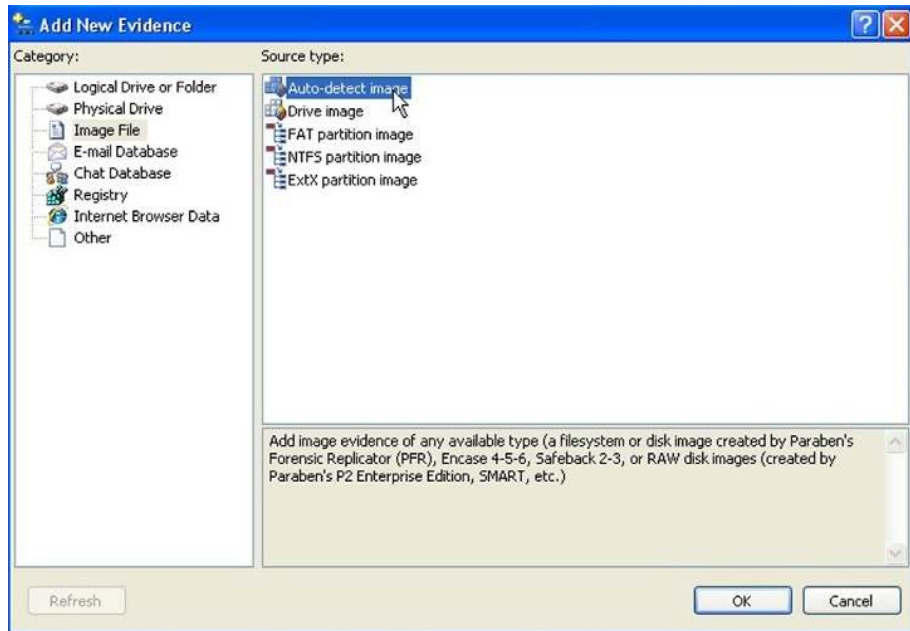 Add New Evidence
Category:
Source type:
Logical Drive or Folder
Physical Drive
Image File
E-mail Database
Chat Database
Registry
Internet Browser Data
Other
Auto-detect image
Drive image
FAT partition image
NTFS partition image
ExtX partition image
Add image evidence of any available type (a filesystem or disk image created by Paraben's
Forensic Replicator (PFR), Encase 4-5-6, Safeback 2-3, or RAW disk images (created by
Paraben's P2 Enterprise Edition, SMART, etc.)
Refresh
OK
Cancel